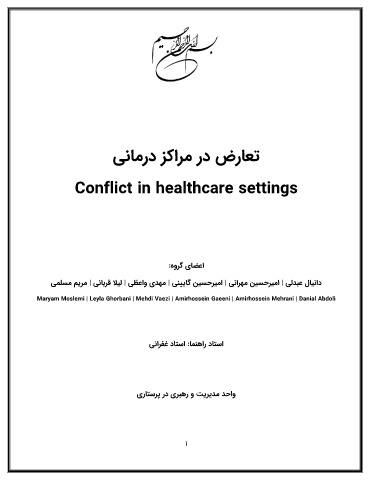 بسم الله الرحمن الرحیم
تعارض در مراکز درمانی
Conflict in healthcare settings
اعضای گروه:
دانیال عبدلی | امیرحسین مهرانی | امیرحسین گایینی | مهدی واعظی | لیلا قربانی | مریم مسلمی
Maryam Moslemi | Leyla Ghorbani | Mehdi Vaezi | Amirhossein Gaeeni | Amirhossein Mehrani | Danial Abdoli
استاد راهنما: استاد غفرانی
واحد مدیریت و رهبری در پرستاری
۱